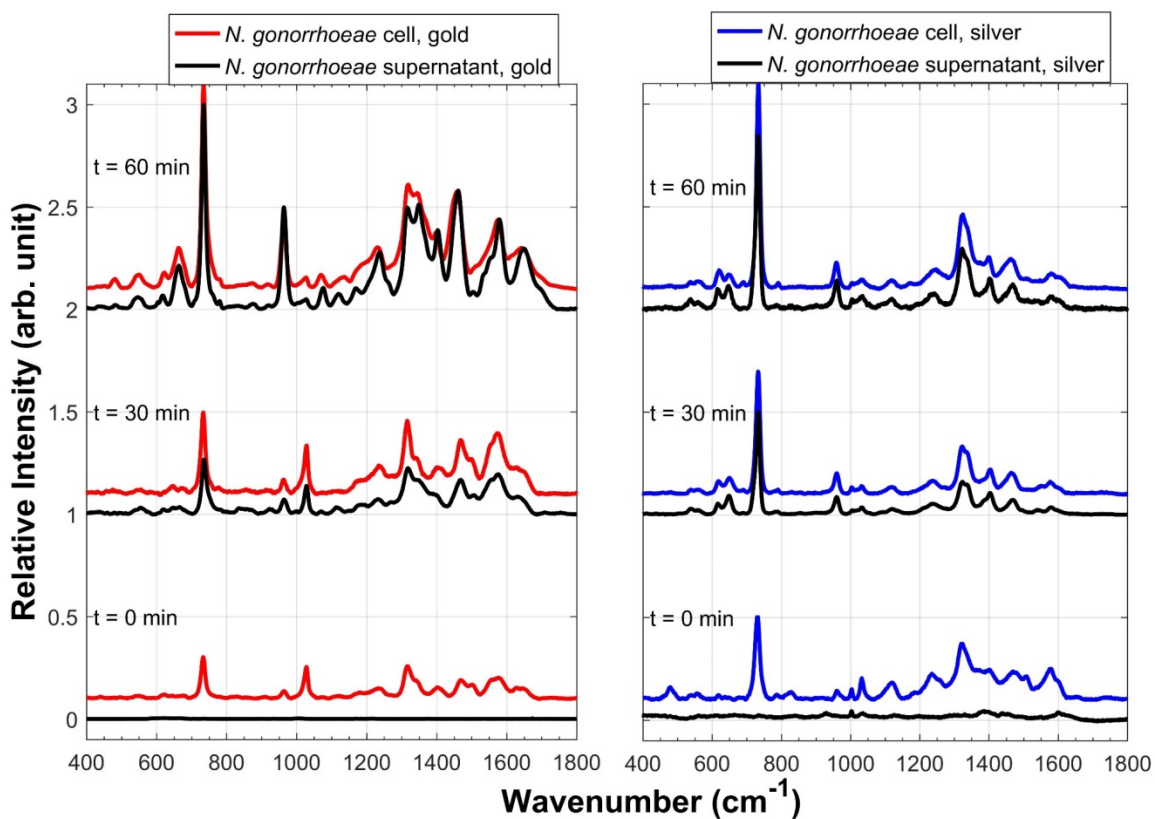 N. gonorrhoeae cell, gold
N. gonorrhoeae supernatant, gold
N. gonorrhoeae cell, silver
N. gonorrhoeae supernatant, silver
Relative Intensity (arb. unit)
3
2.5
2
1.5
1
0.5
0
t = 60 min
t = 30 min
t = 0 min
t = 60 min
t = 30 min
t = 0 min
400 600 800 1000 1200 1400 1600 1800
400 600 800 1000 1200 1400 1600 1800
Wavenumber (cm-1)